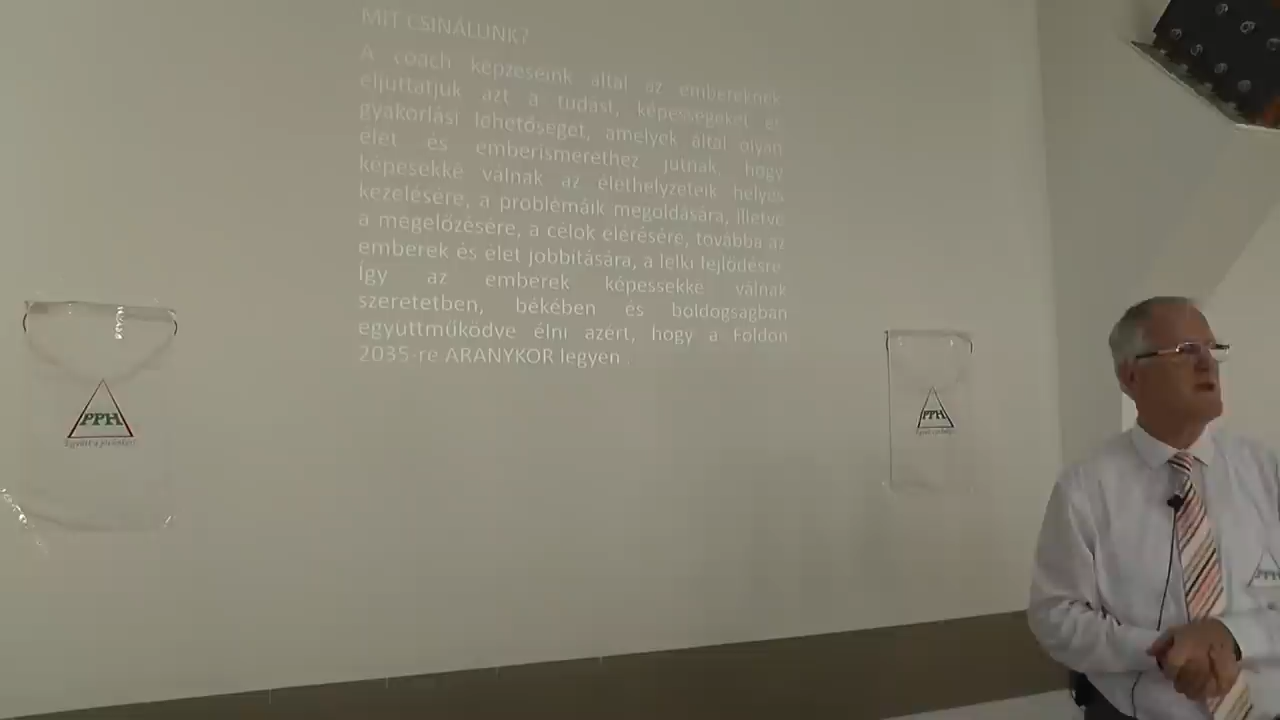 MIT CSINÁLUNK?
A coach képzéseink által az embereknek
eljuttatjuk azt a tudást, képességeket és
gyakorlási lehetőséget, amelyek által olyan
élet és emberismerethez jutnak, hogy
képesekké válnak az élethelyzeteik helyes
kezelésére, a problémáik megoldására, illetve
a megelőzésére, a célok elérésére, továbbá az
emberek és élet jobbítására, a lelki fejlődésre.
Így az emberek képessekké válnak
szeretetben, békében és boldogságban
együttműködve élni azért, hogy a Földön
2035-re ARANYKOR legyen .
PPH
PPH
PPH